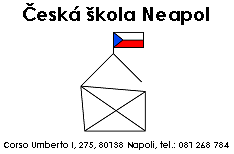 Česká škola Neapol
Corso Umberto I, 275, 80138 Napoli, tel.: 081 268 784